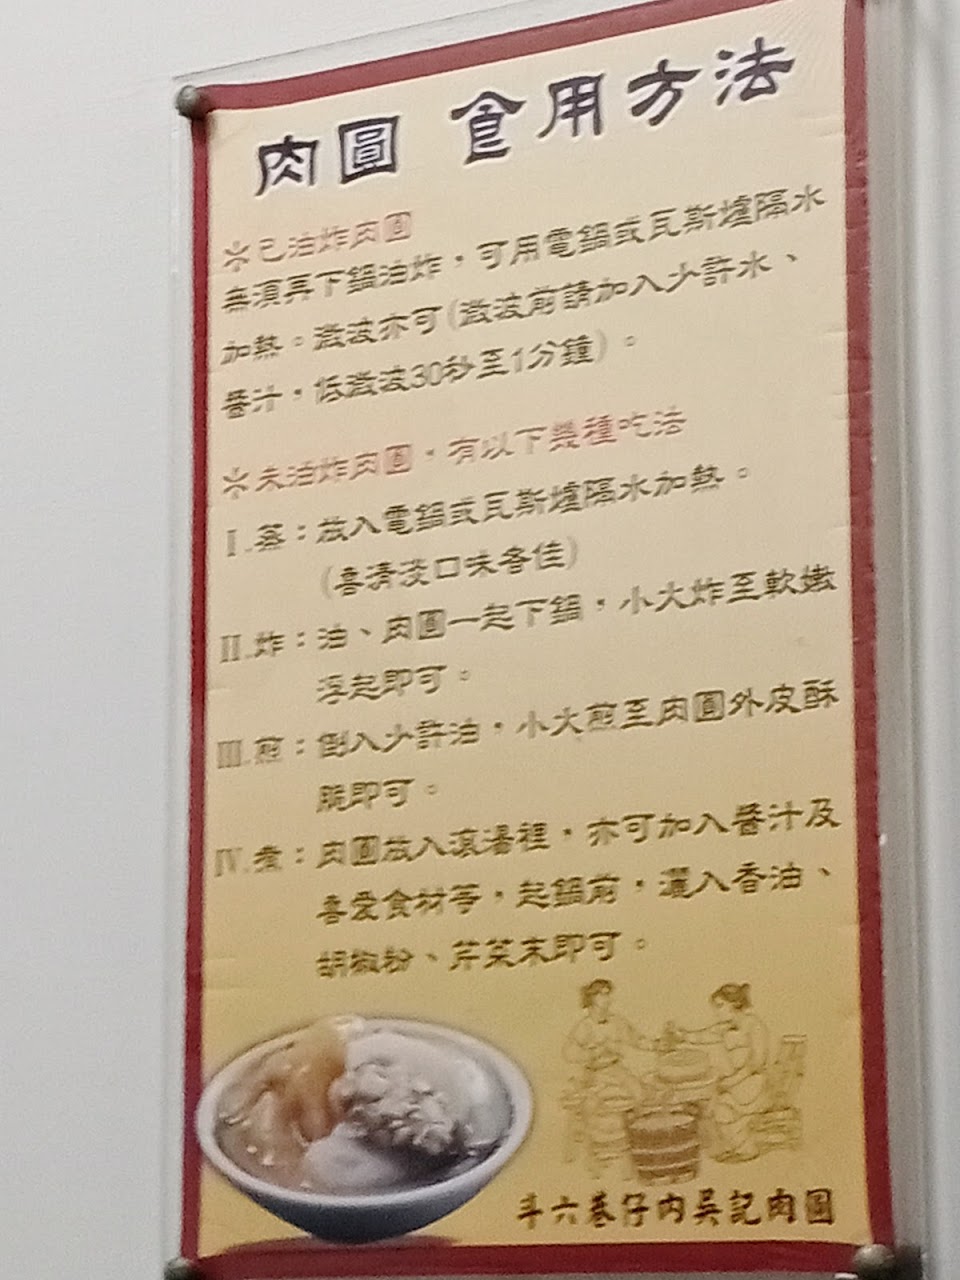 肉圓 食用方法
＊已油炸肉圓
無須再下鍋油炸，可用電鍋或瓦斯爐隔水
加熱。微波亦可(微波前請加入少許水、
醬汁，低微波30秒至1分鐘)。
＊未油炸肉圓，有以下幾種吃法
I.蒸：放入電鍋或瓦斯爐隔水加熱。
(喜清淡口味者佳)
II.炸：油、肉圓一起下鍋，小火炸至軟嫩
浮起即可。
III.煎：倒入少許油，小火煎至肉圓外皮酥
脆即可。
IV.煮：肉圓放入滾湯裡，亦可加入醬汁及
喜愛食材等，起鍋前，灑入香油、
胡椒粉、芹菜末即可。
斗六巷仔內吳記肉圓